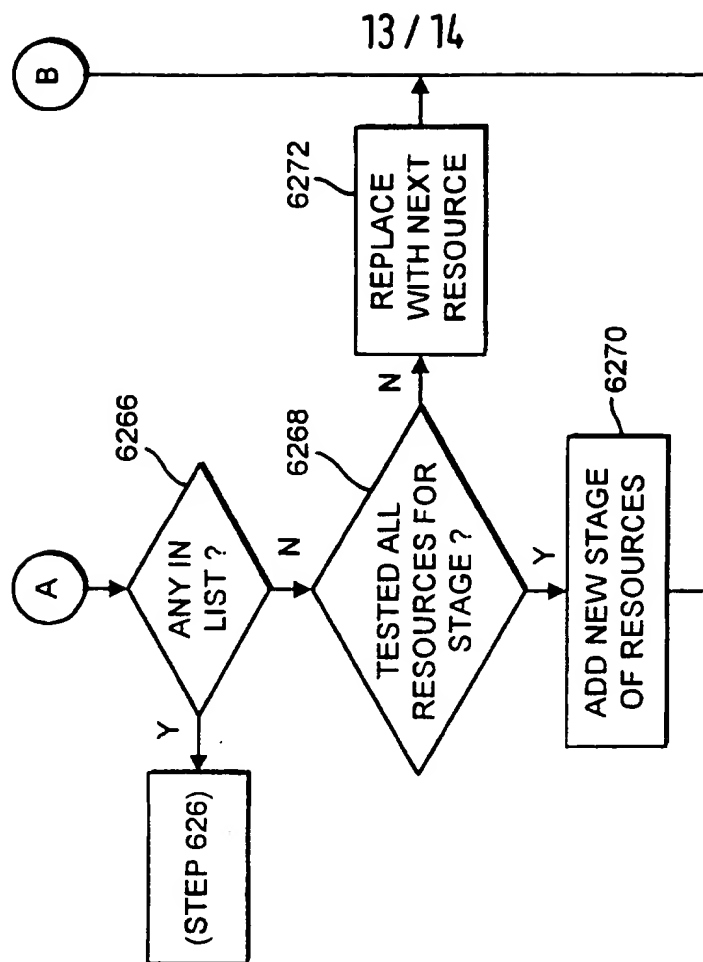 13 / 14
A
B
6266
ANY IN
LIST ?
Y
N
(STEP 626)
6268
TESTED ALL
RESOURCES FOR
STAGE ?
N
Y
6272
REPLACE
WITH NEXT
RESOURCE
6270
ADD NEW STAGE
OF RESOURCES